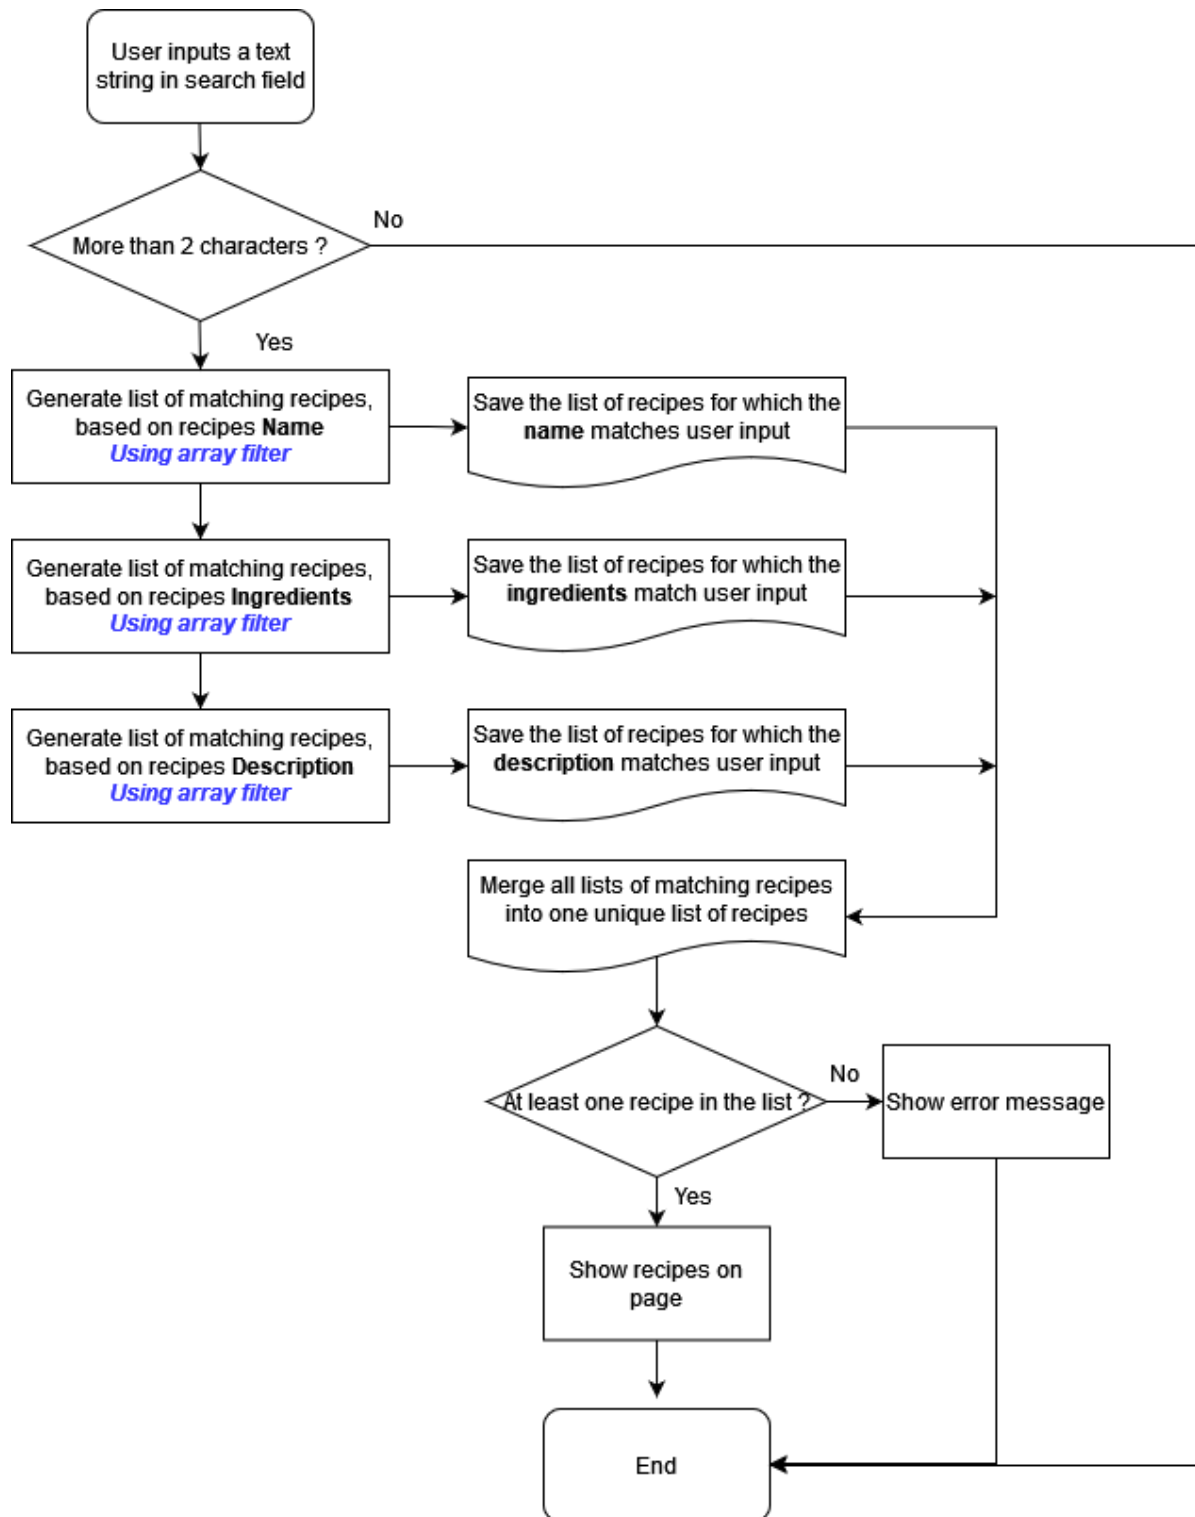 User inputs a text
string in search field
More than 2 characters ?
No
Yes
Generate list of matching recipes,
based on recipes Name
Using array filter
Save the list of recipes for which the
name matches user input
Generate list of matching recipes,
based on recipes Ingredients
Using array filter
Save the list of recipes for which the
ingredients match user input
Generate list of matching recipes,
based on recipes Description
Using array filter
Save the list of recipes for which the
description matches user input
Merge all lists of matching recipes
into one unique list of recipes
At least one recipe in the list ?
No
Show error message
Yes
Show recipes on
page
End